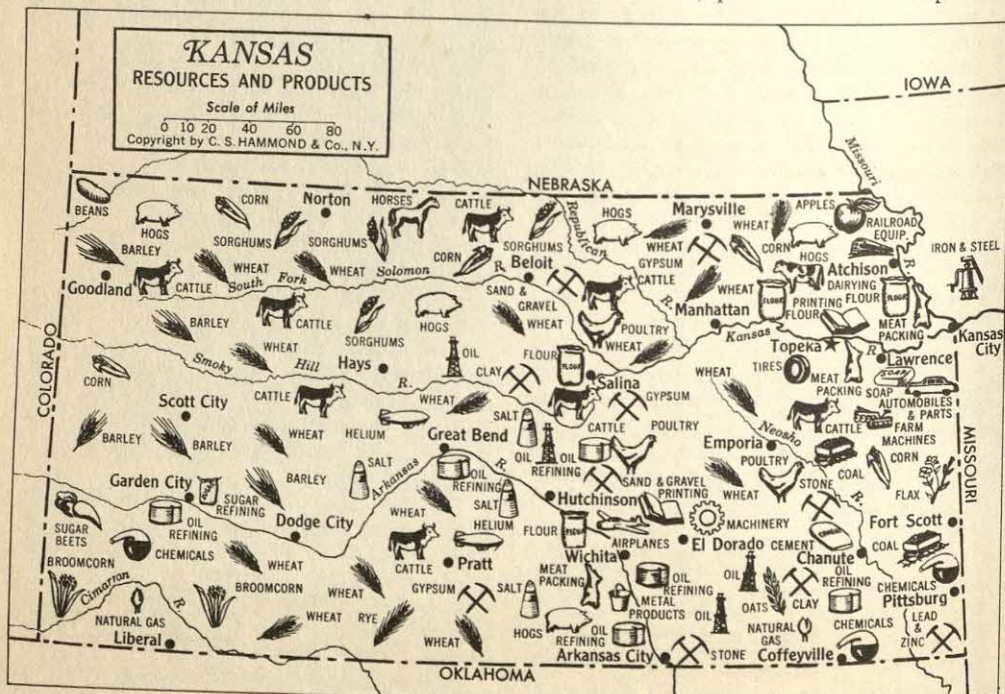 KANSAS
RESOURCES AND PRODUCTS
Scale of Miles
0 10 20 40 60 80
Copyright by C. S. HAMMOND & Co., N.Y.
IOWA
Missouri
NEBRASKA
BEANS
HOGS
CORN
Norton
HORSES
CATTLE
SORGHUMS
SORGHUMS
SORGHUMS
Republican
HOGS
Marysville
WHEAT
APPLES
RAILROAD
EQUIP.
WHEAT
CORN
HOGS
R.
IRON & STEEL
BARLEY
Goodland
CATTLE
WHEAT
South Fork Solomon R.
WHEAT
CORN
Beloit
GYPSUM
CATTLE
R.
WHEAT
Atchison
DAIRYING
FLOUR
FLOUR
FLOUR
PRINTING
FLOUR
MEAT
PACKING
SAND &
GRAVEL
WHEAT
Manhattan
Kansas R.
Kansas
City
BARLEY
CATTLE
SORGHUMS
HOGS
POULTRY
WHEAT
Topeka
Lawrence
COLORADO
CORN
Smoky Hill R.
WHEAT
Hays
OIL
CLAY
FLOUR
FLOUR
Salina
GYPSUM
WHEAT
TIRES
MEAT
PACKING
SOAP
SOAP
AUTOMOBILES
& PARTS
FARM
MACHINES
CATTLE
WHEAT
CATTLE
CATTLE
Neosho R.
Scott City
BARLEY
BARLEY
WHEAT
HELIUM
SALT
OIL
OIL
REFINING
POULTRY
Emporia
POULTRY
COAL
CORN
FLAX
MISSOURI
Great Bend
Arkansas R.
OIL
REFINING
SALT
SALT
HELIUM
Garden City
SUGAR
REFINING
BARLEY
Dodge City
WHEAT
Hutchinson
SAND & GRAVEL
PRINTING
WHEAT
STONE
SUGAR
BEETS
OIL
REFINING
CHEMICALS
FLOUR
FLOUR
AIRPLANES
MACHINERY
El Dorado
CEMENT
Chanute
Fort Scott
COAL
WHEAT
CATTLE
Pratt
Wichita
MEAT
PACKING
OIL
REFINING
OIL
OATS
CLAY
OIL
REFINING
CHEMICALS
Pittsburg
BROOMCORN
Cimarron R.
BROOMCORN
WHEAT
GYPSUM
SALT
METAL
PRODUCTS
NATURAL GAS
Liberal
WHEAT
RYE
WHEAT
HOGS
OIL
REFINING
Arkansas City
STONE
OIL
NATURAL
GAS
Coffeyville
CHEMICALS
LEAD
&
ZINC
OKLAHOMA